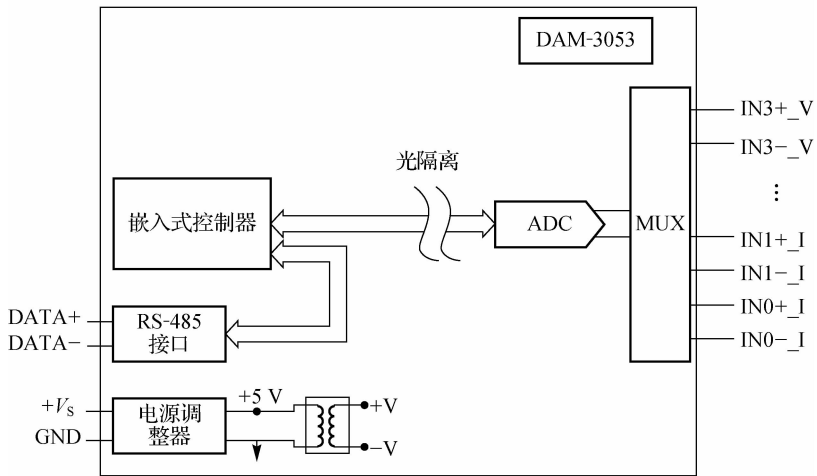 DAM-3053
IN3+_V
IN3−_V
⋮
光隔离
嵌入式控制器
ADC
MUX
IN1+_I
IN1−_I
IN0+_I
IN0−_I
DATA+
DATA−
RS-485
接口
+5 V
+V
−V
+VS
GND
电源调
整器